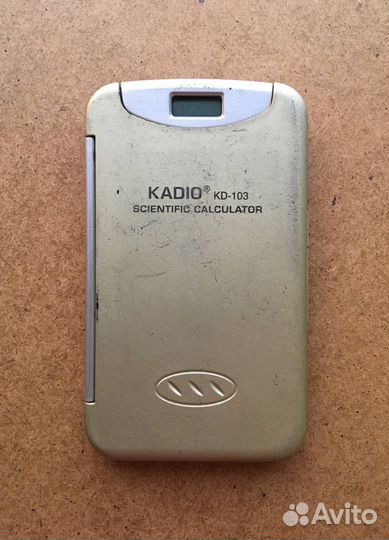 KADIO® KD-103
SCIENTIFIC CALCULATOR
Avito